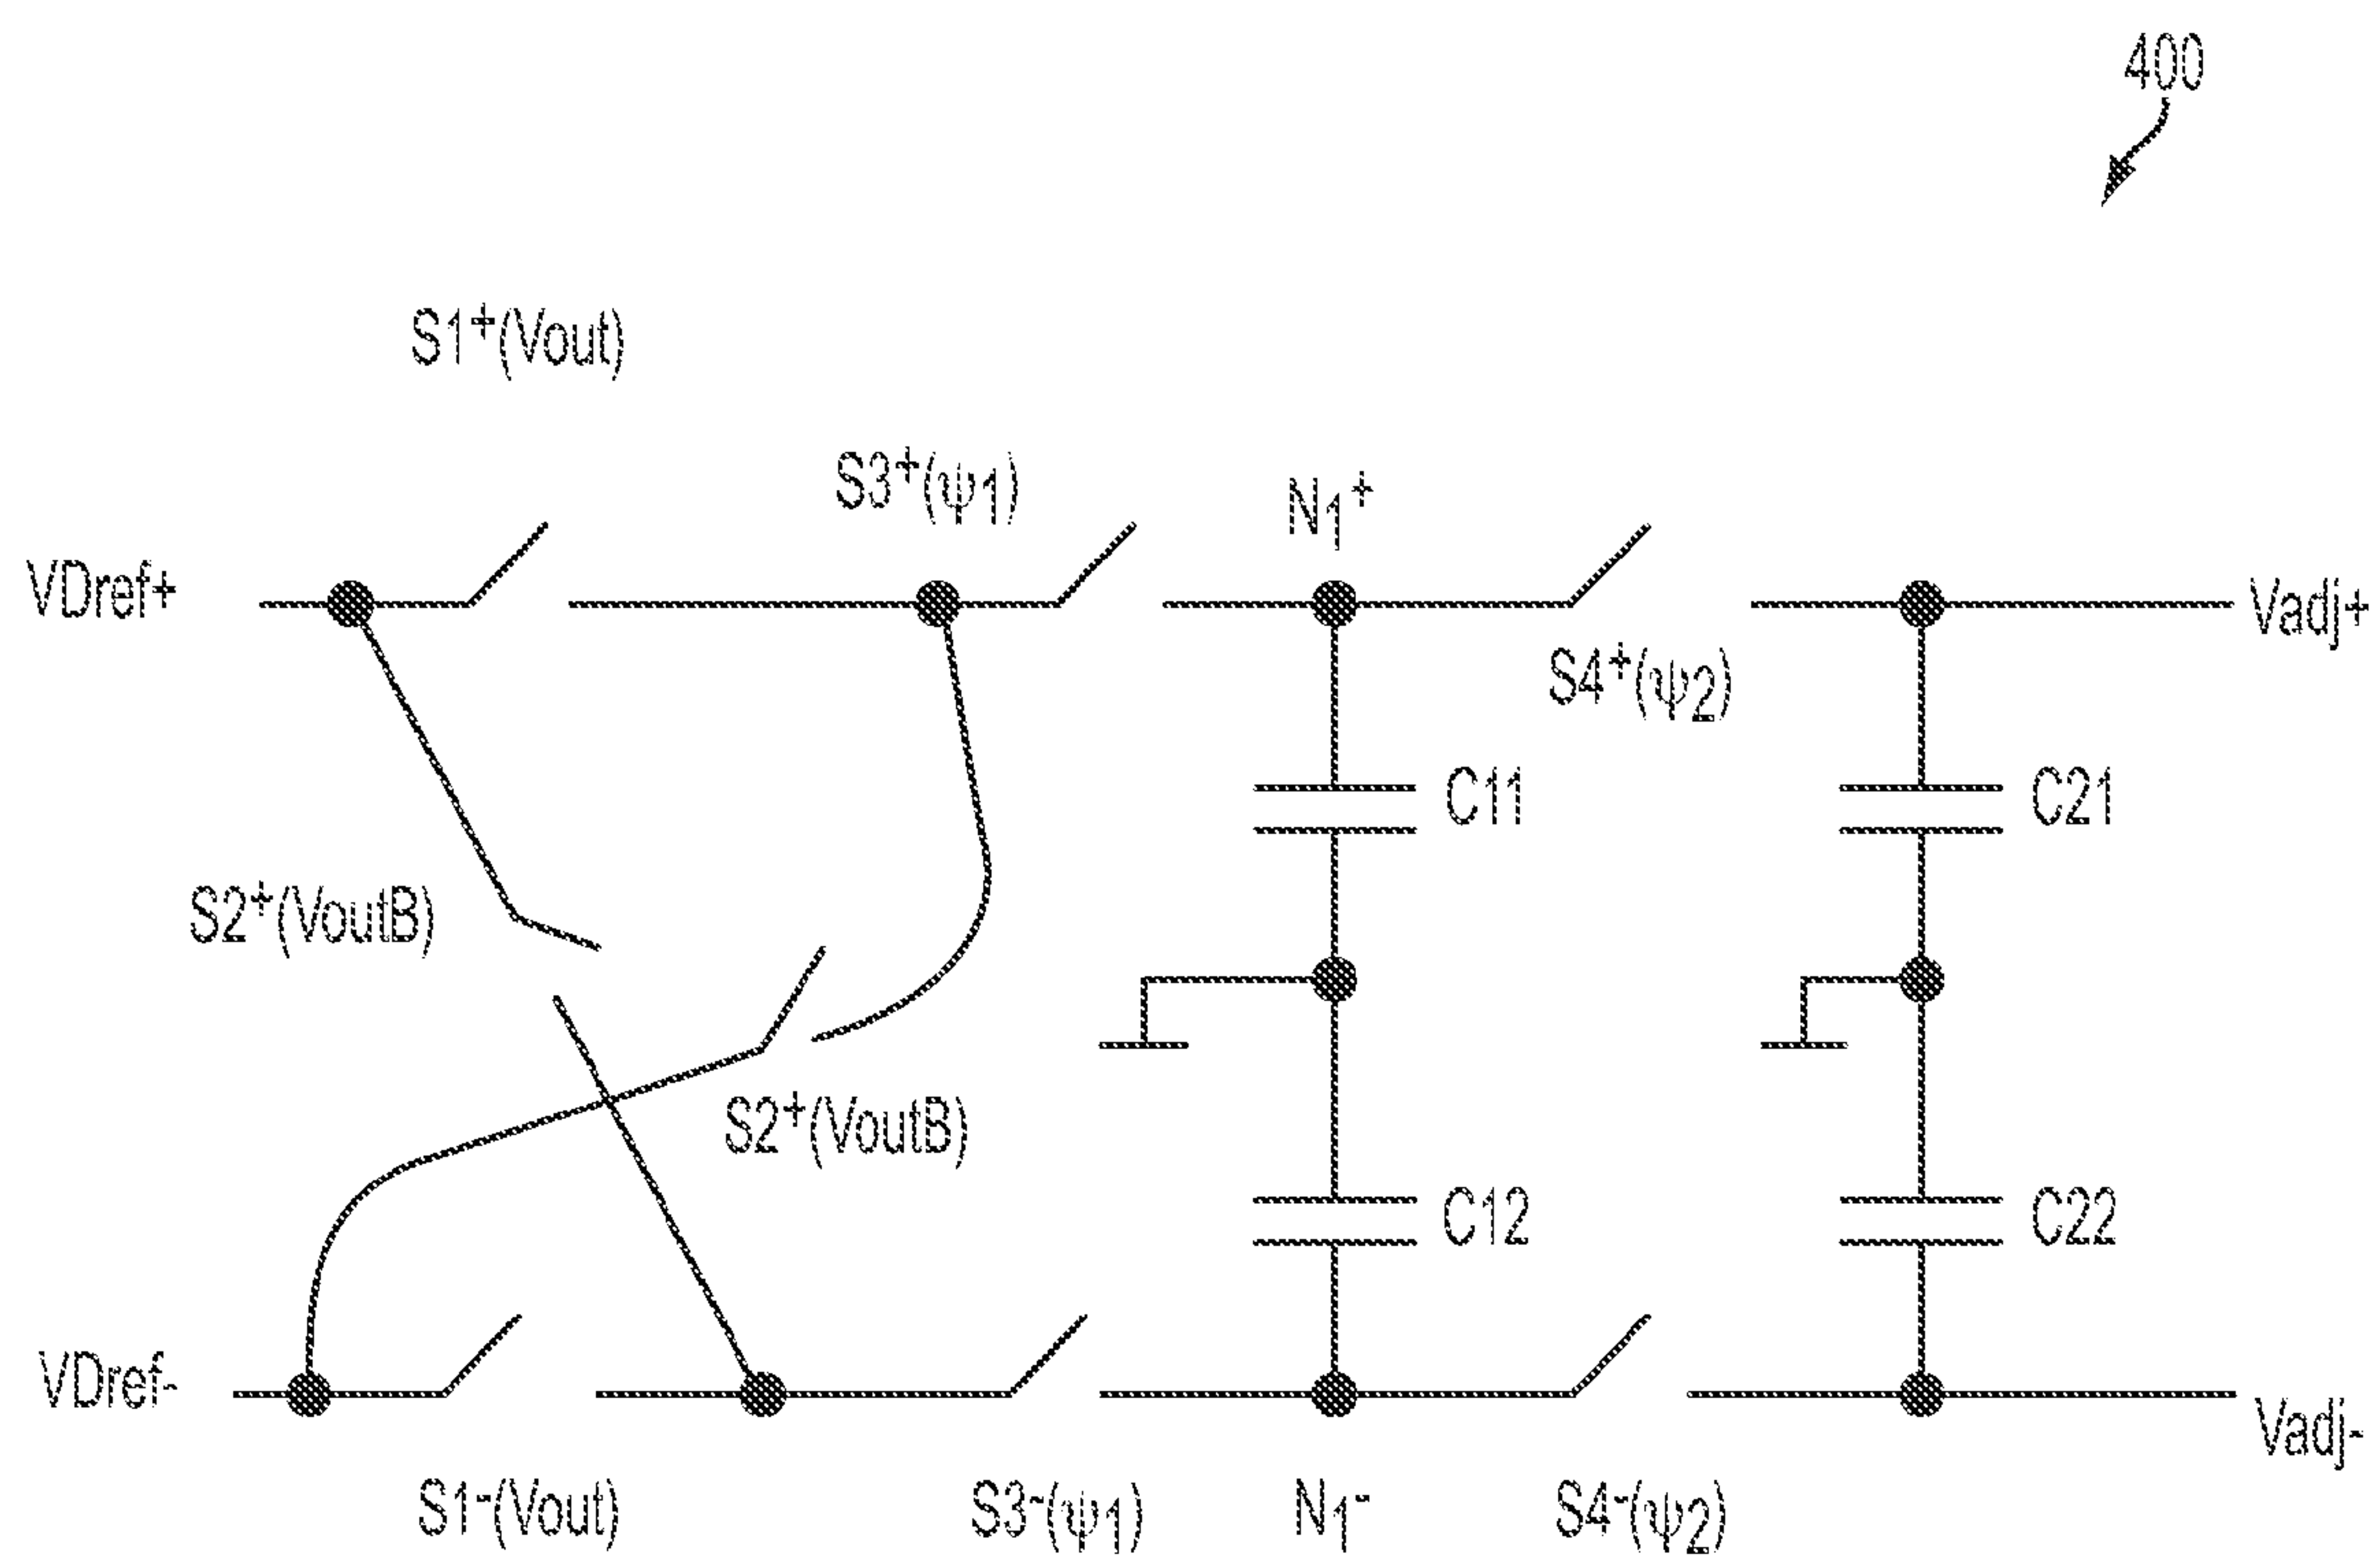 400
S1+(Vout)
S3+(ψ1)
N1+
VDref+
Vadj+
S4+(ψ2)
C11
C21
S2+(VoutB)
S2+(VoutB)
C12
C22
VDref-
Vadj-
S1-(Vout)
S3-(ψ1)
N1-
S4-(ψ2)